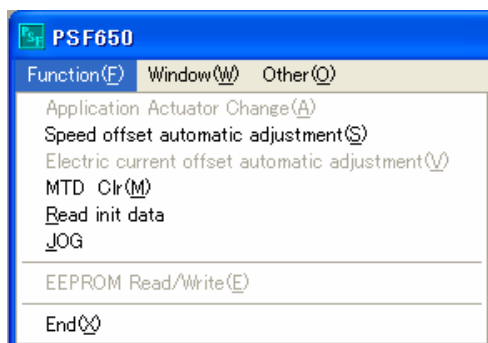 PSF PSF650
Function(F) Window(W) Other(O)
Application Actuator Change(A)
Speed offset automatic adjustment(S)
Electric current offset automatic adjustment(V)
MTD Clr(M)
Read init data
JOG
EEPROM Read/Write(E)
End(X)